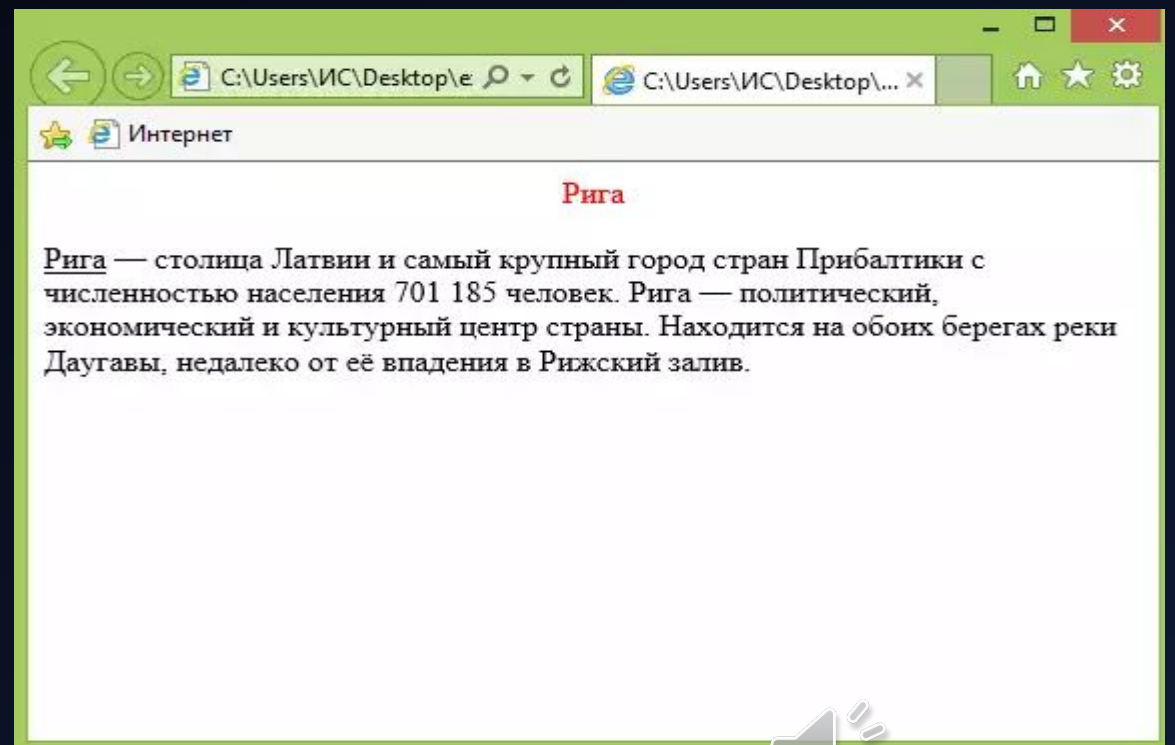 C:\Users\ИС\Desktop\e
C:\Users\ИС\Desktop\...
Интернет
Рига
Рига — столица Латвии и самый крупный город стран Прибалтики с
численностью населения 701 185 человек. Рига — политический,
экономический и культурный центр страны. Находится на обоих берегах реки
Даугавы, недалеко от её впадения в Рижский залив.